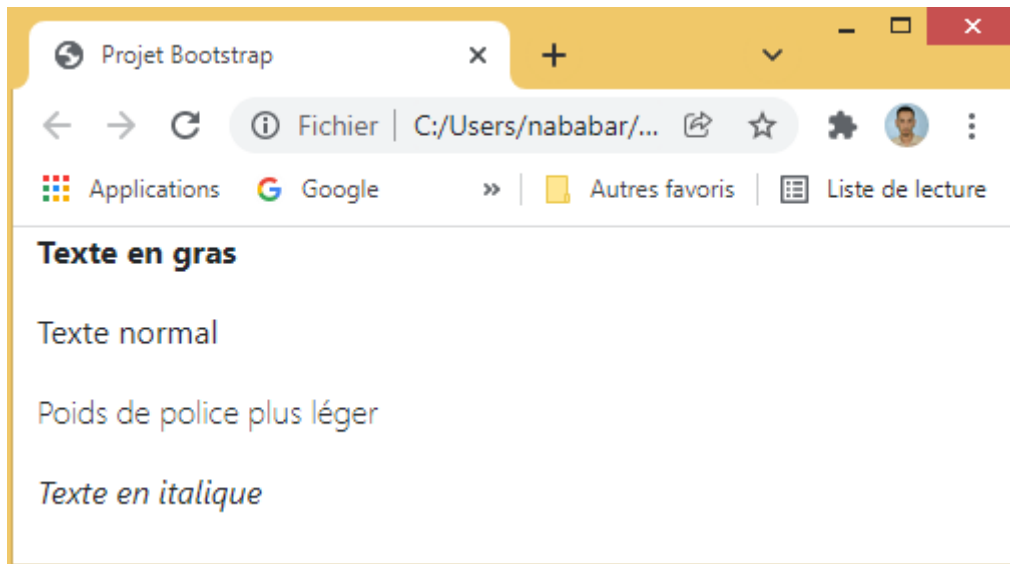 Projet Bootstrap
Fichier | C:/Users/nababar/...
Applications Google » Autres favoris Liste de lecture
Texte en gras
Texte normal
Poids de police plus léger
Texte en italique